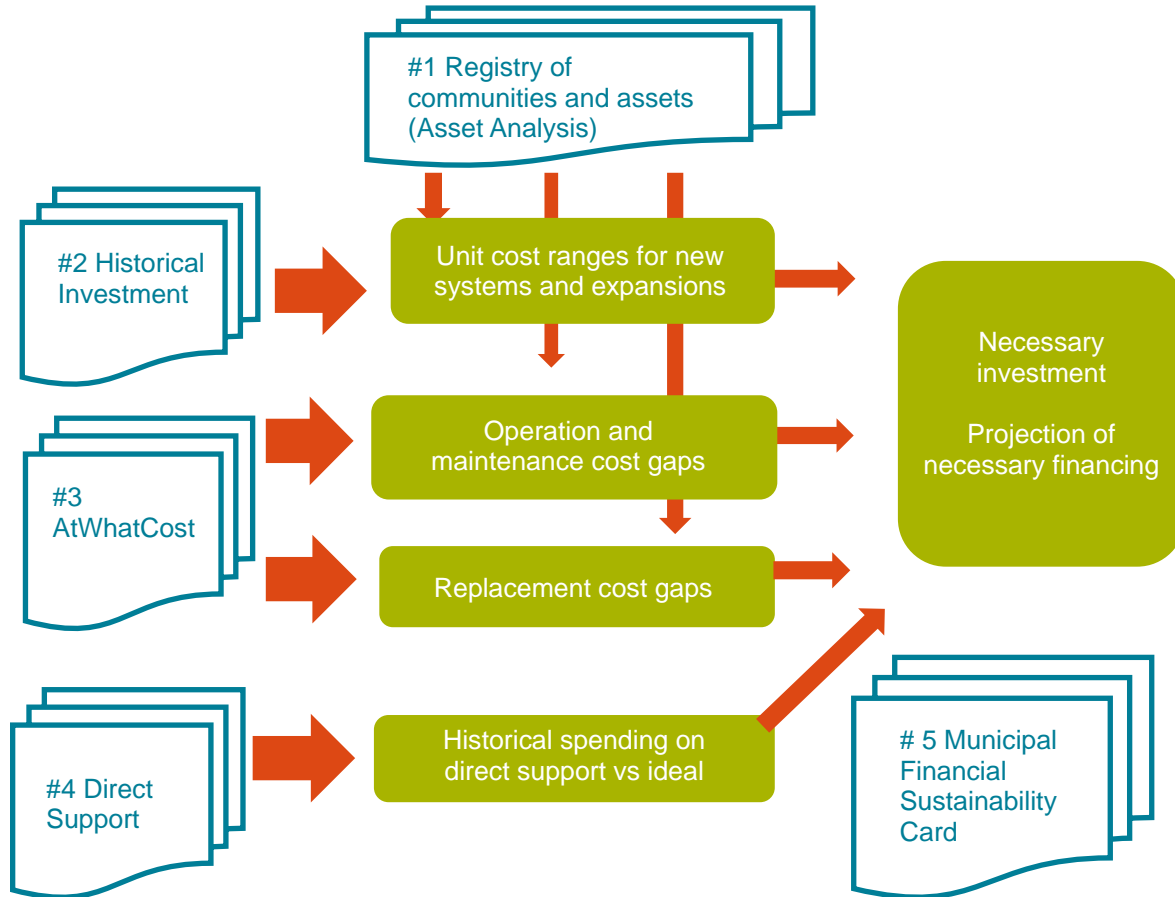 #1 Registry of
communities and assets
(Asset Analysis)
#2 Historical
Investment
Unit cost ranges for new
systems and expansions
Necessary
investment
Projection of
necessary financing
#3
AtWhatCost
Operation and
maintenance cost gaps
Replacement cost gaps
#4 Direct
Support
Historical spending on
direct support vs ideal
# 5 Municipal
Financial
Sustainability
Card